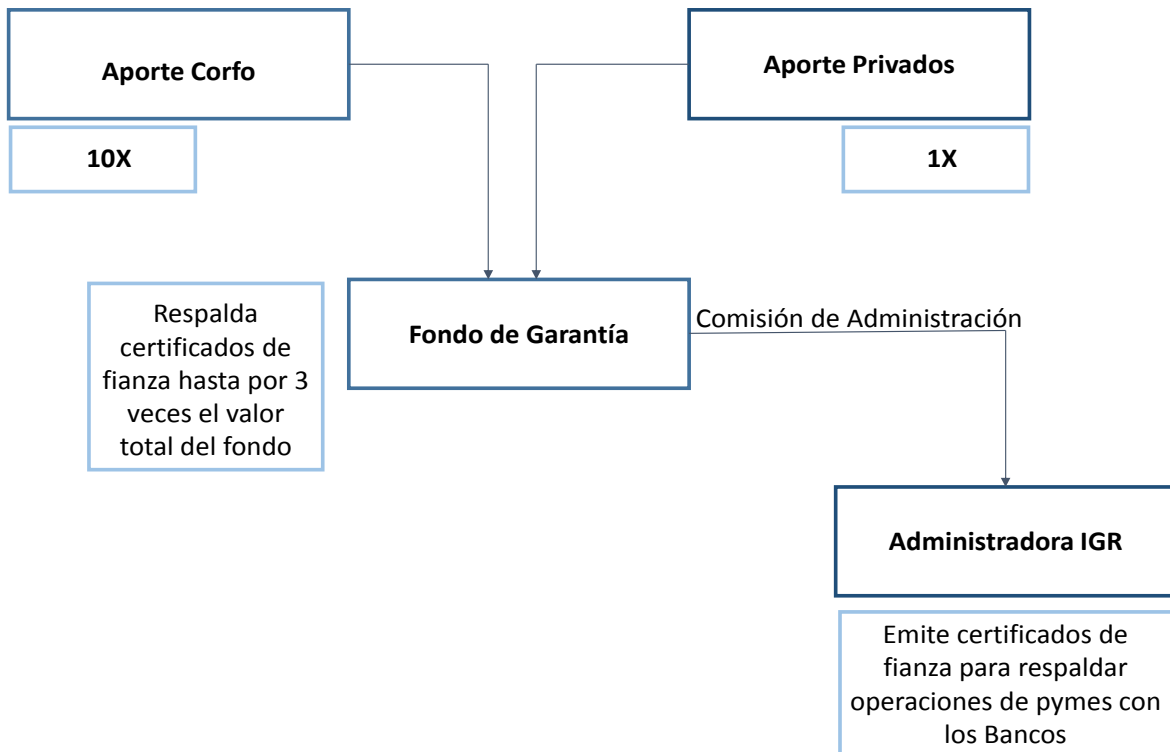 Aporte Corfo
Aporte Privados
10X
1X
Respalda
certificados de
fianza hasta por 3
veces el valor
total del fondo
Fondo de Garantía
Comisión de Administración
Administradora IGR
Emite certificados de
fianza para respaldar
operaciones de pymes con
los Bancos